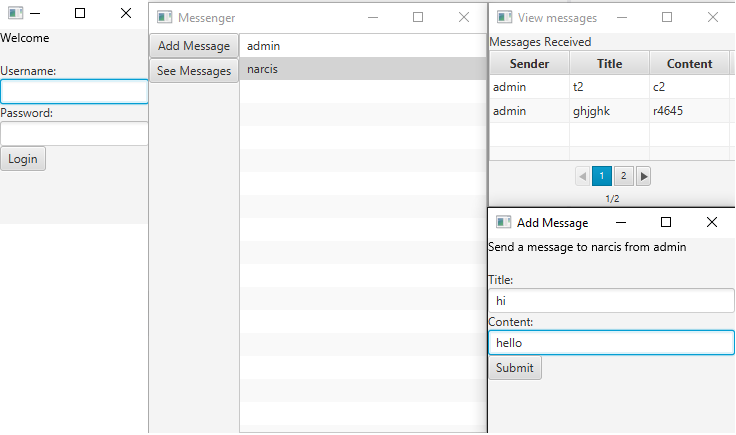 Welcome
Username:
Password:
Login
Messenger
Add Message
See Messages
admin
narcis
View messages
Messages Received
Sender Title Content
admin t2 c2
admin ghjghk r4645
1 2
1/2
Add Message
Send a message to narcis from admin
Title:
hi
Content:
hello
Submit